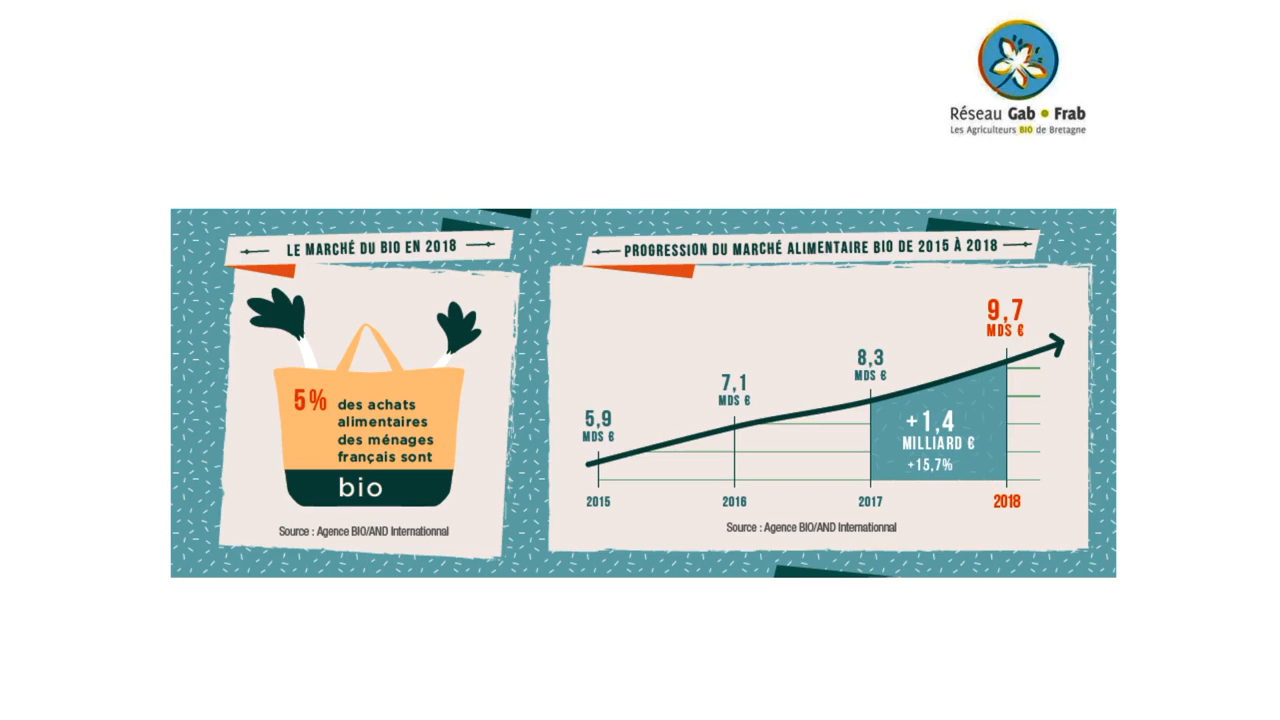 Réseau Gab • Frab
Les Agriculteurs BIO de Bretagne
LE MARCHÉ DU BIO EN 2018
5% des achats
alimentaires
des ménages
français sont
bio
Source : Agence BIO/AND Internationnal
PROGRESSION DU MARCHÉ ALIMENTAIRE BIO DE 2015 À 2018
5,9
MDS €
7,1
MDS €
8,3
MDS €
9,7
MDS €
+1,4
MILLIARD €
+15,7%
2015
2016
2017
2018
Source : Agence BIO/AND Internationnal